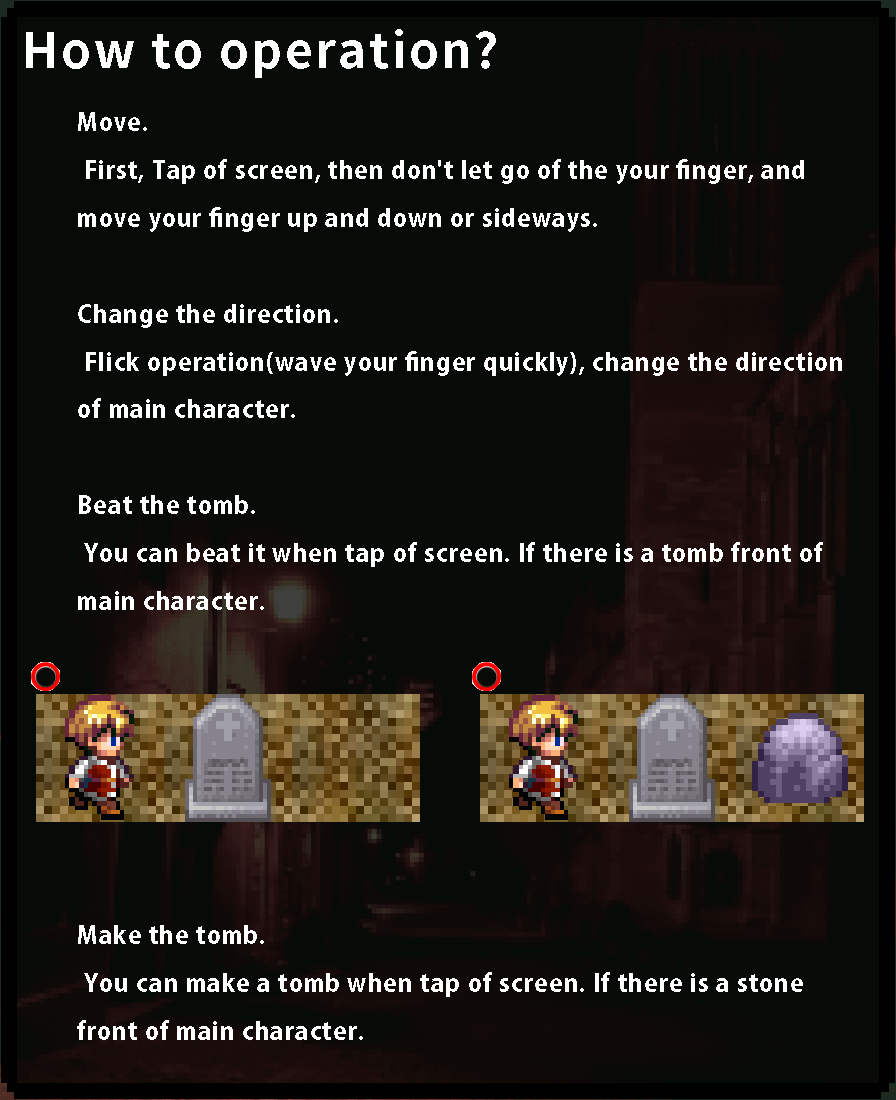 How to operation?
Move.
First, Tap of screen, then don't let go of the your finger, and
move your finger up and down or sideways.
Change the direction.
Flick operation(wave your finger quickly), change the direction
of main character.
Beat the tomb.
You can beat it when tap of screen. If there is a tomb front of
main character.
Make the tomb.
You can make a tomb when tap of screen. If there is a stone
front of main character.